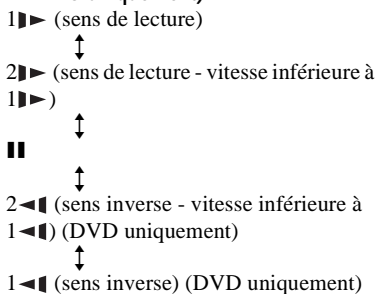 1▮► (sens de lecture)
↕
2▮► (sens de lecture - vitesse inférieure à
1▮►)
↕
▮▮
↕
2◄▮ (sens inverse - vitesse inférieure à
1◄▮) (DVD uniquement)
↕
1◄▮ (sens inverse) (DVD uniquement)